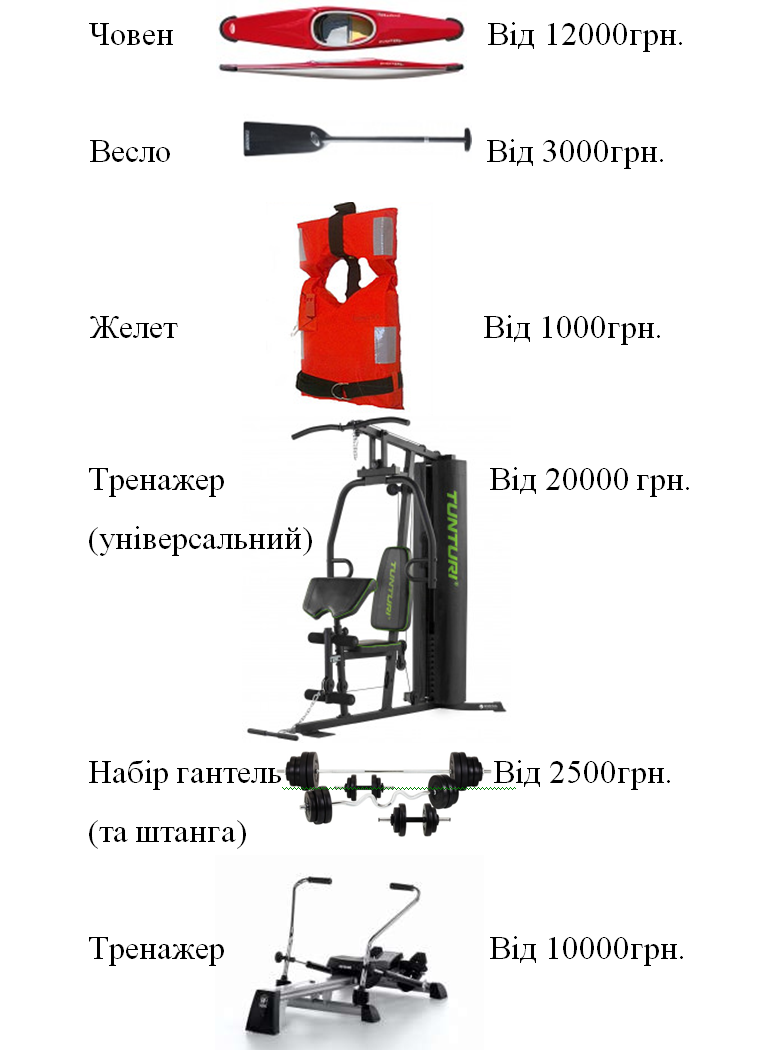 Човен Від 12000грн.
Весло Від 3000грн.
Желет Від 1000грн.
Тренажер Від 20000 грн.
(універсальний)
TUNTURI
TUNTURI
Набір гантель Від 2500грн.
(та штанга)
Тренажер Від 10000грн.